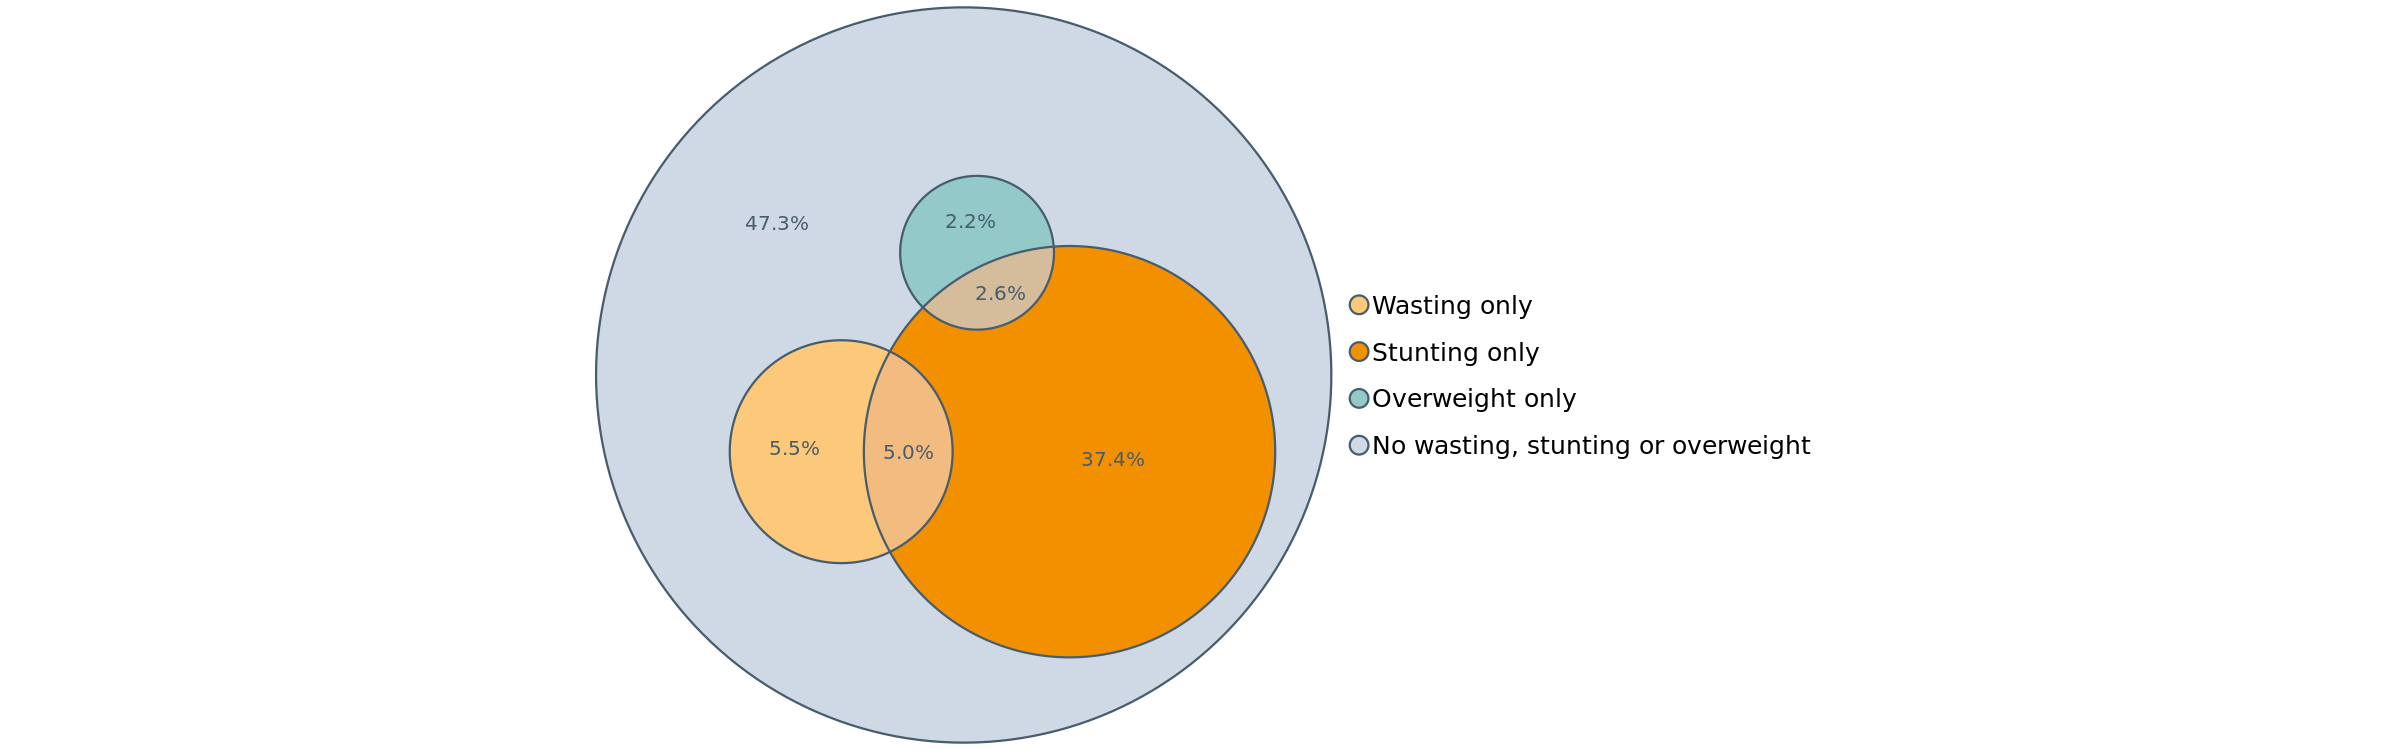 47.3%
2.2%
2.6%
5.5%
5.0%
37.4%
Wasting only
Stunting only
Overweight only
No wasting, stunting or overweight